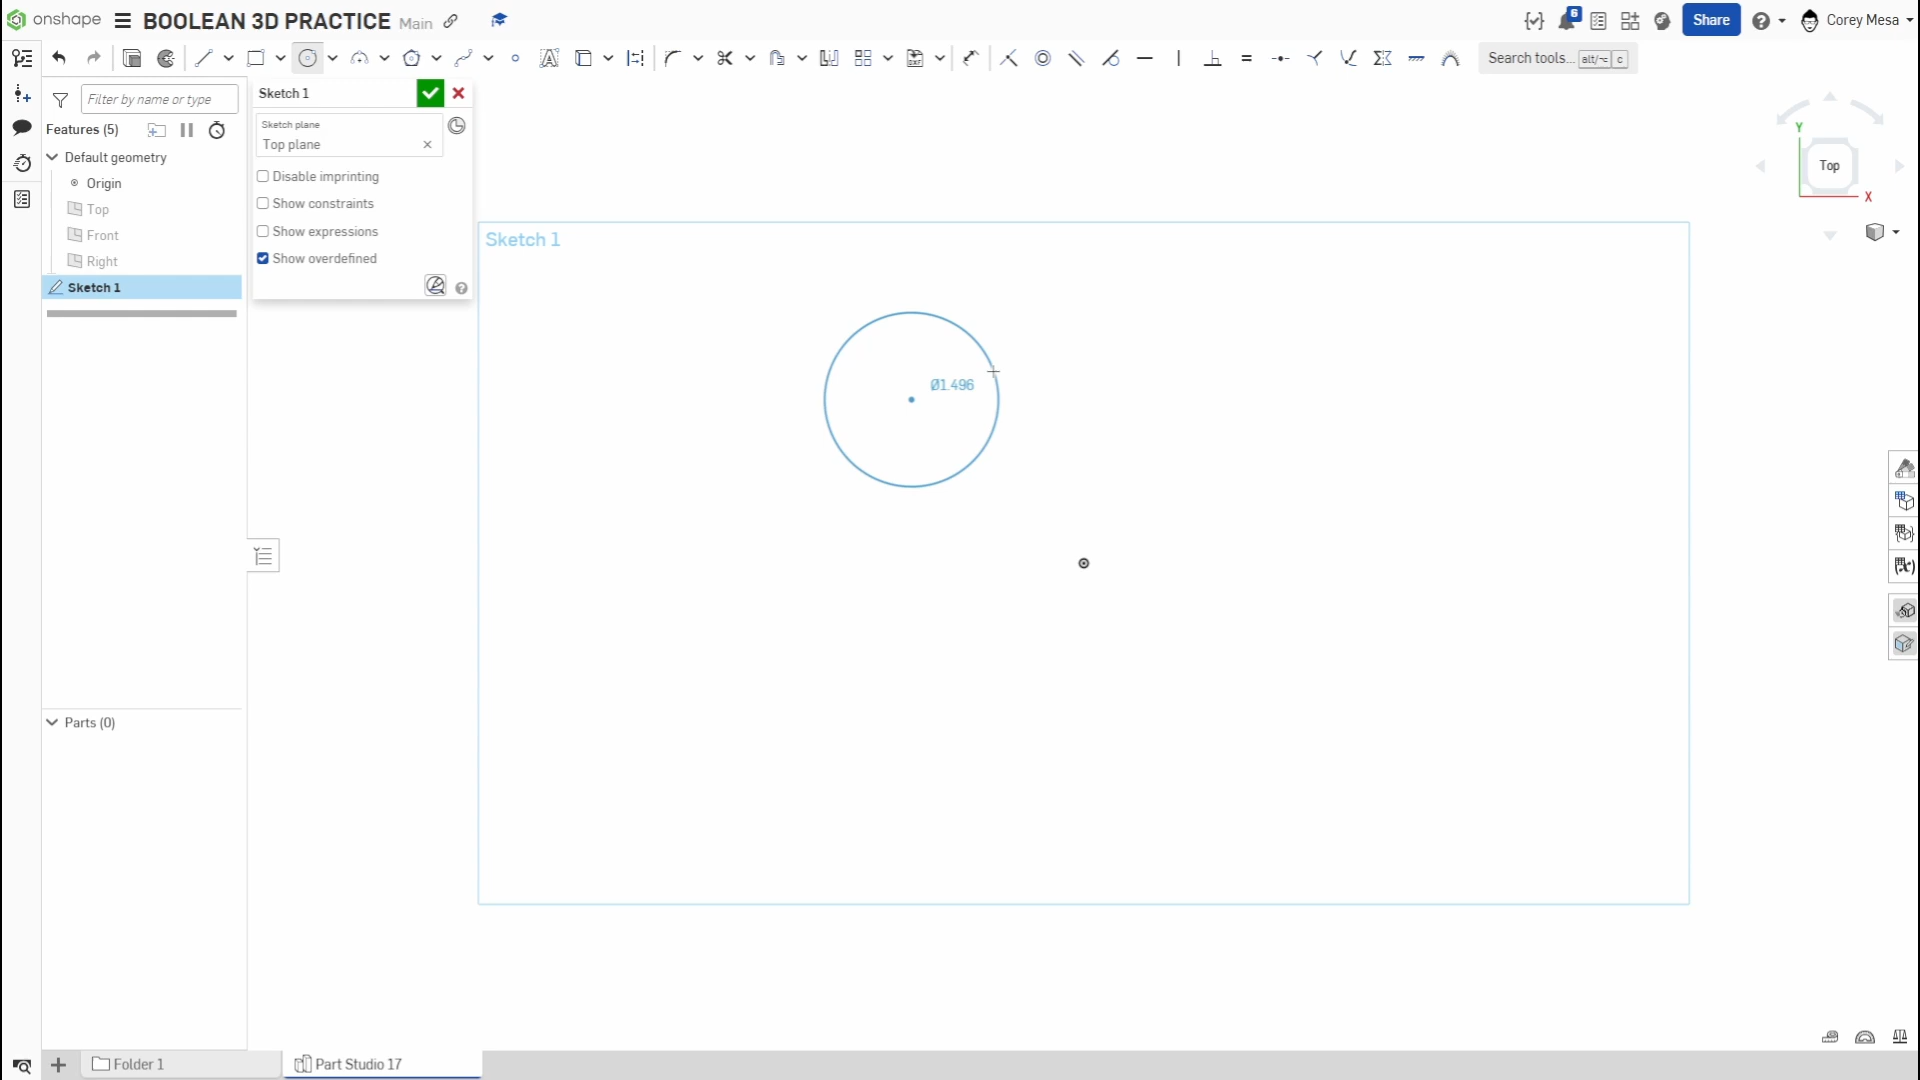 onshape
BOOLEAN 3D PRACTICE Main
6
Share
Corey Mesa
Search tools... alt/⌥ c
Filter by name or type
Features (5)
Default geometry
Origin
Top
Front
Right
Sketch 1
Parts (0)
Sketch 1
Sketch plane
Top plane
Disable imprinting
Show constraints
Show expressions
Show overdefined
Sketch 1
Ø1.496
Y
Top
X
Folder 1
Part Studio 17